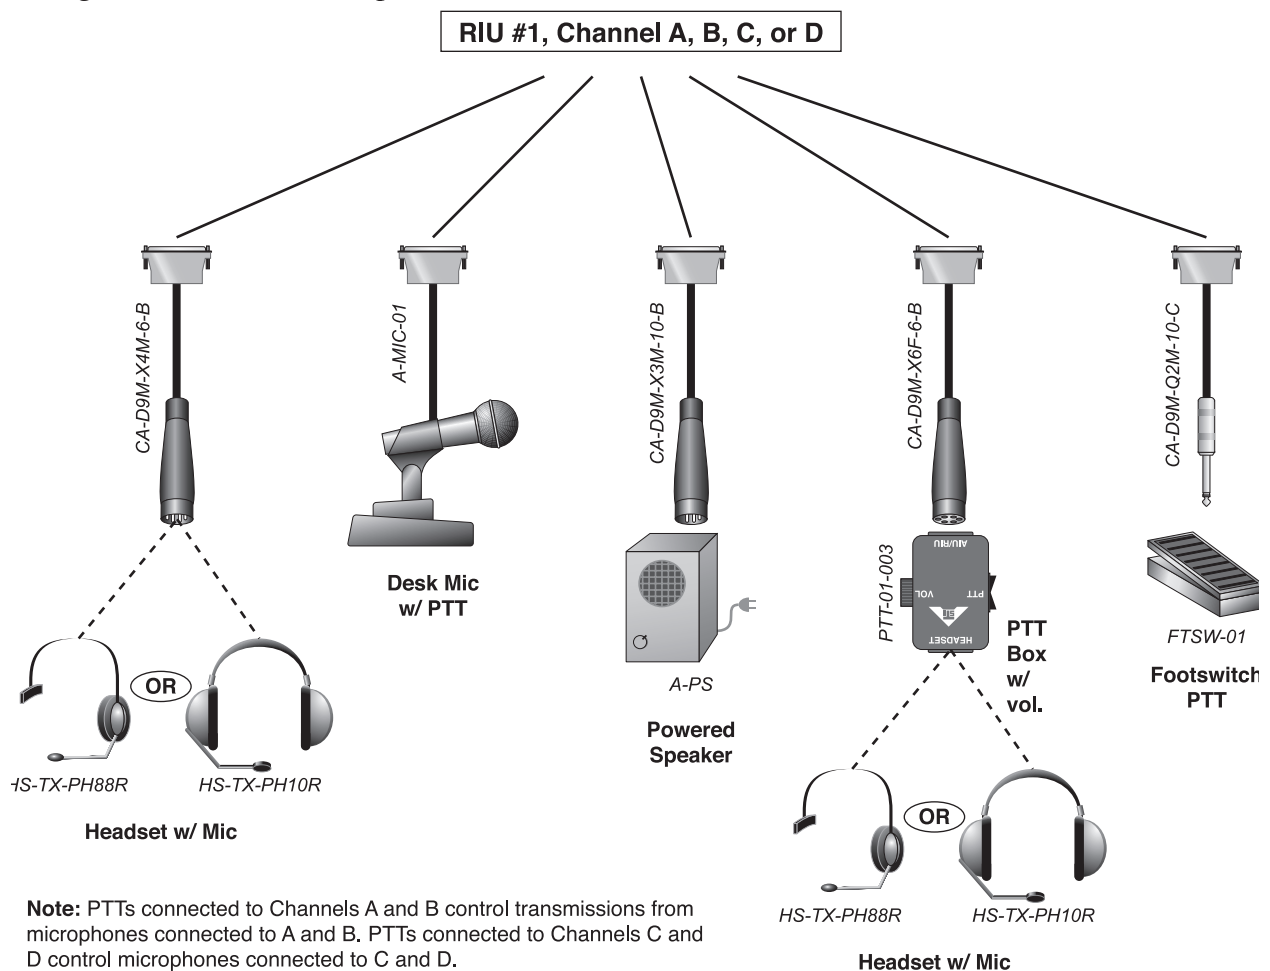 RIU #1, Channel A, B, C, or D
CA-D9M-X4M-6-B
A-MIC-01
CA-D9M-X3M-10-B
CA-D9M-X6F-6-B
CA-D9M-Q2M-10-C
Desk Mic
w/ PTT
A-PS
Powered
Speaker
PTT-01-003
AIU/RIU
VOL
PTT
HEADSET
PTT
Box
w/
vol.
FTSW-01
Footswitch
PTT
OR
HS-TX-PH88R
HS-TX-PH10R
Headset w/ Mic
OR
HS-TX-PH88R
HS-TX-PH10R
Headset w/ Mic
Note: PTTs connected to Channels A and B control transmissions from
microphones connected to A and B. PTTs connected to Channels C and
D control microphones connected to C and D.